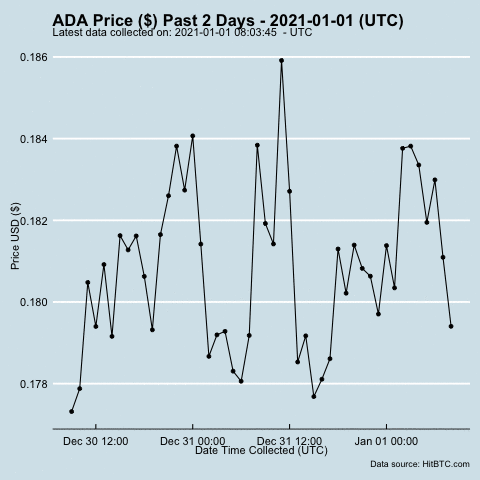 ADA Price ($) Past 2 Days - 2021-01-01 (UTC)
Latest data collected on: 2021-01-01 08:03:45 - UTC
0.186
0.184
0.182
0.180
0.178
Price USD ($)
Dec 30 12:00
Dec 31 00:00
Dec 31 12:00
Jan 01 00:00
Date Time Collected (UTC)
Data source: HitBTC.com